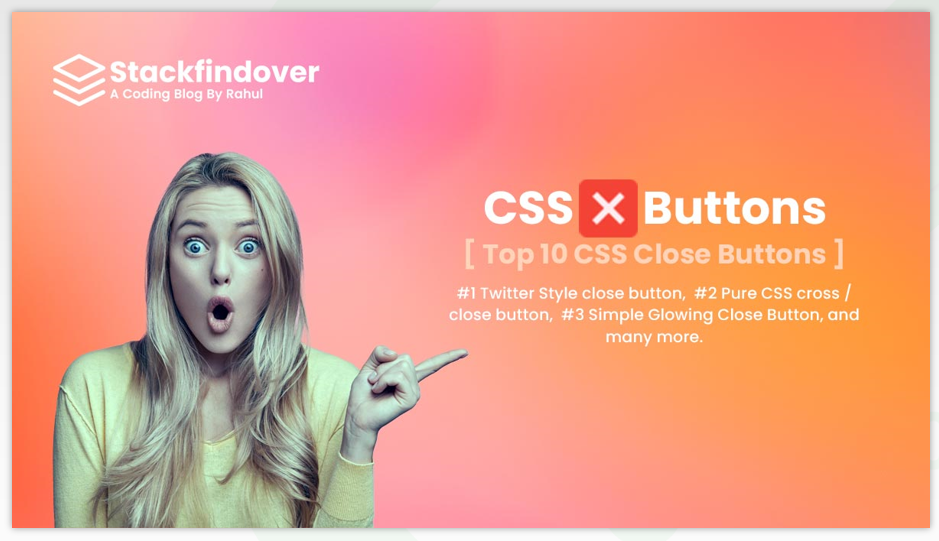 Stackfindover
A Coding Blog By Rahul
CSS ❌ Buttons
[ Top 10 CSS Close Buttons ]
#1 Twitter Style close button, #2 Pure CSS cross /
close button, #3 Simple Glowing Close Button, and
many more.